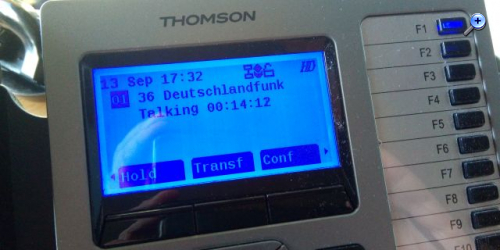 THOMSON
13 Sep 17:32 HD
01 36 Deutschlandfunk
Talking 00:14:12
Hold Transf Conf
F1
F2
F3
F4
F5
F6
F7
F8
F9
F10